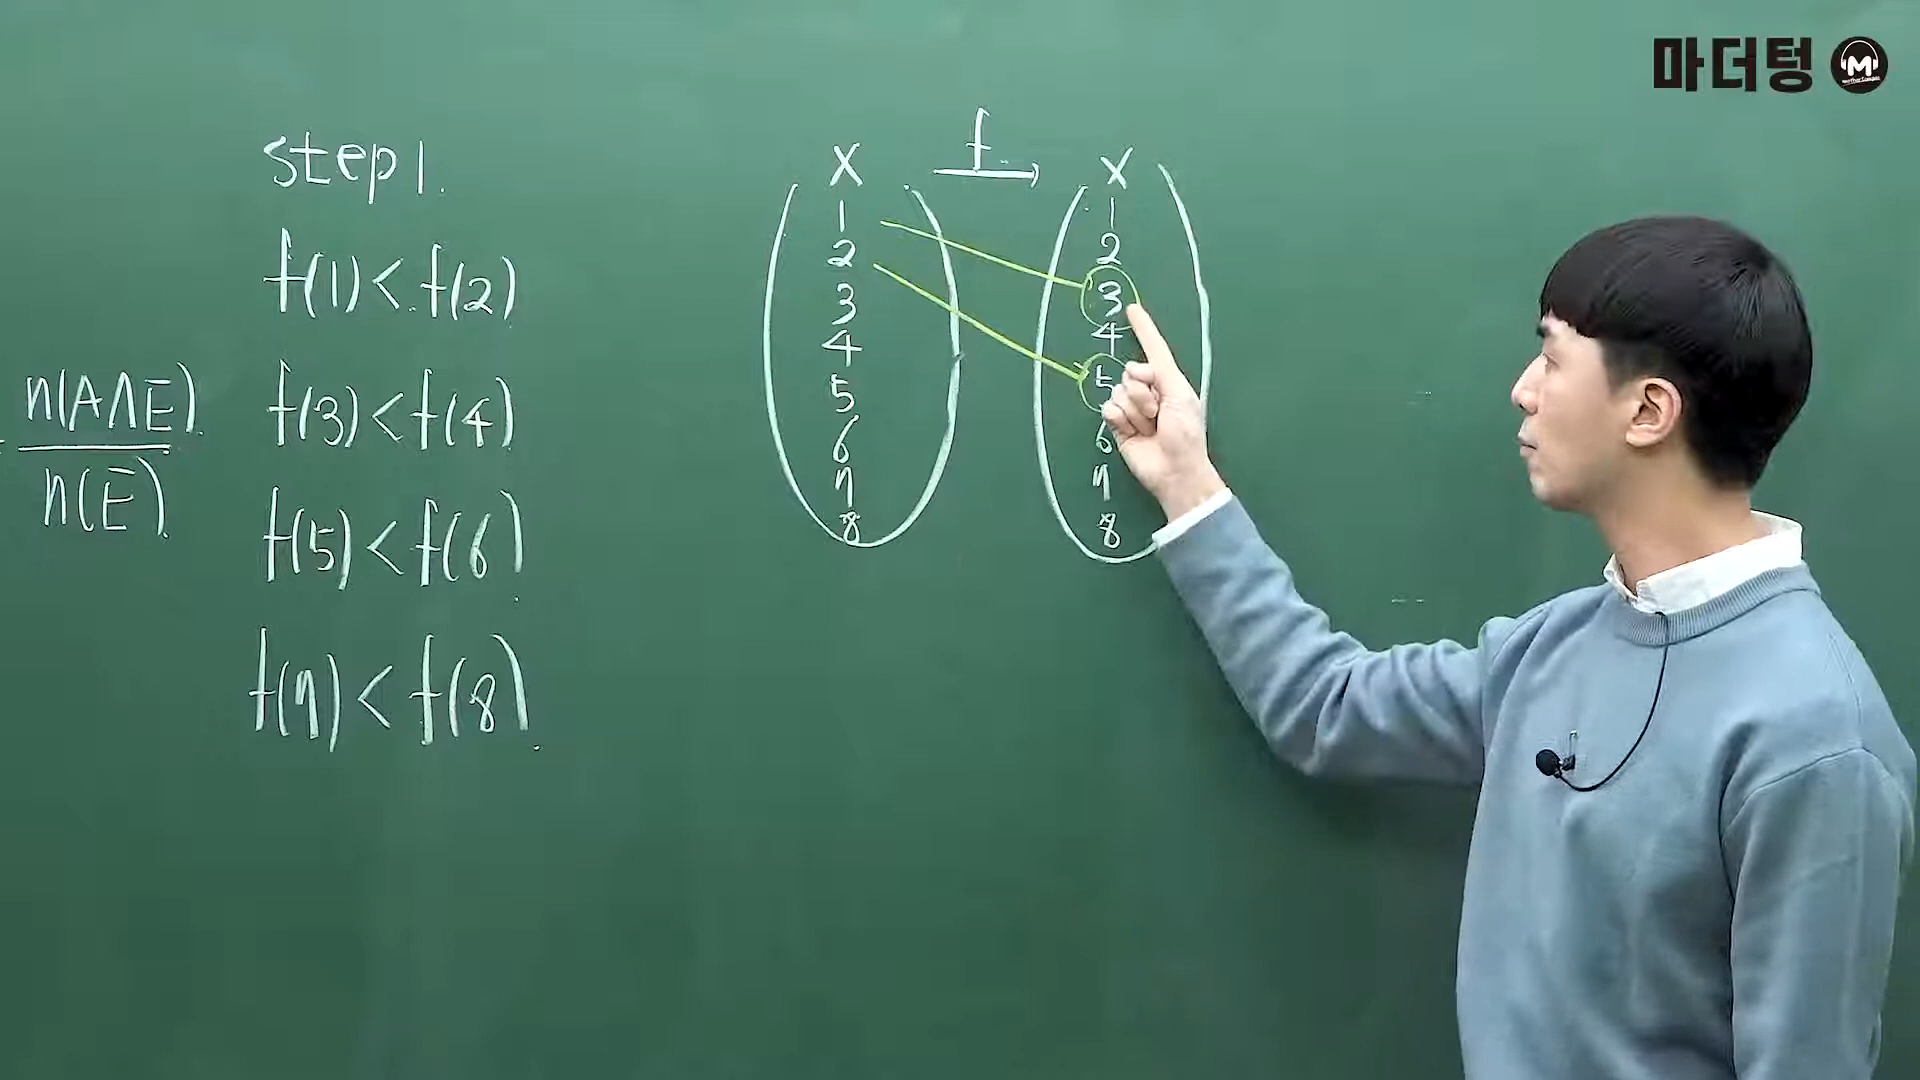 마더텅
M
step1.
f(1) < f(2)
f(3) < f(4)
f(5) < f(6)
f(7) < f(8)
n(A∩E)
n(E)
X f X
1 1
2 2
3 3
4 4
5 5
6 6
7 7
8 8